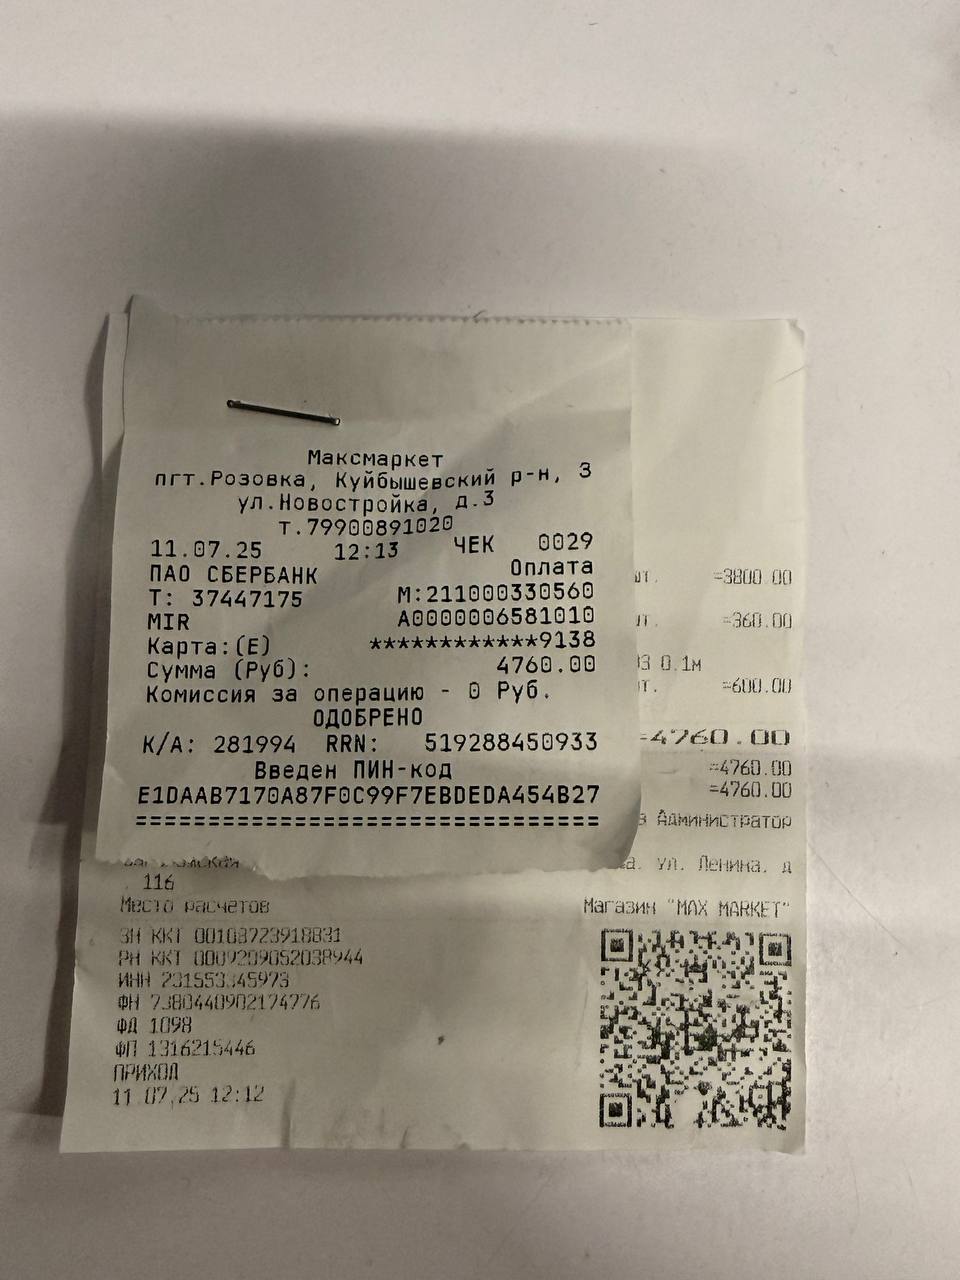 Максмаркет
пгт.Розовка, Куйбышевский р-н, З
ул.Новостройка, д.3
т.79900891020
11.07.25 12:13 ЧЕК 0029
ПАО СБЕРБАНК Оплата
Т: 37447175 М:211000330560
MIR A0000006581010
Карта:(E) ************9138
Сумма (Руб): 4760.00
Комиссия за операцию - 0 Руб.
ОДОБРЕНО
К/А: 281994 RRN: 519288450933
Введен ПИН-код
E1DAAB7170A87F0C99F7EBDEDA454B27
================================
=3800.00
=360.00
0.1м
=600.00
=4760.00
=4760.00
=4760.00
Администратор
ул. Ленина, д
. 116
Место расчетов Магазин "MAX MARKET"
ЗН ККТ 00103723918831
РН ККТ 0009209052038944
ИНН
ФН 7380440902174776
ФД 1098
ФП 1316215446
ПРИХОД
11.07.25 12:12